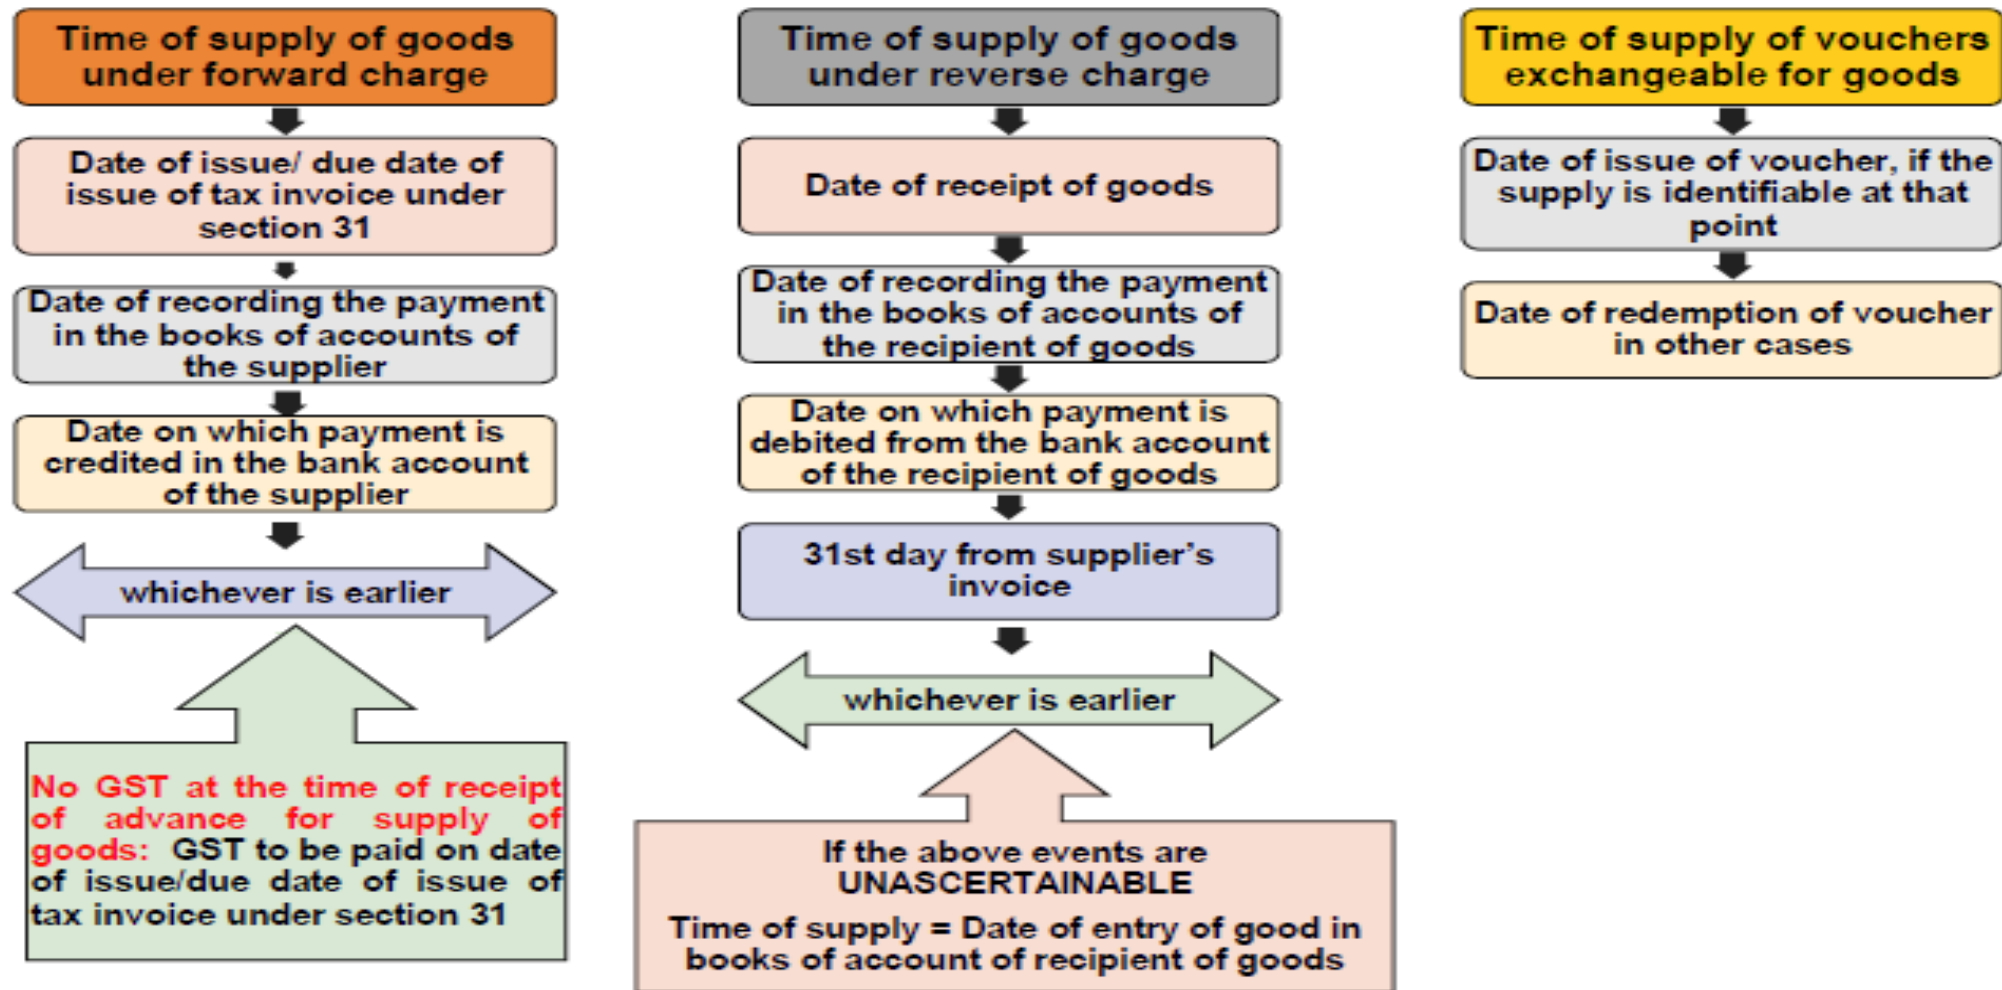 Time of supply of goods
under forward charge
Date of issue/ due date of
issue of tax invoice under
section 31
Date of recording the payment
in the books of accounts of
the supplier
Date on which payment is
credited in the bank account
of the supplier
whichever is earlier
No GST at the time of receipt
of advance for supply of
goods: GST to be paid on date
of issue/due date of issue of
tax invoice under section 31
Time of supply of goods
under reverse charge
Date of receipt of goods
Date of recording the payment
in the books of accounts of
the recipient of goods
Date on which payment is
debited from the bank account
of the recipient of goods
31st day from supplier's
invoice
whichever is earlier
If the above events are
UNASCERTAINABLE
Time of supply = Date of entry of good in
books of account of recipient of goods
Time of supply of vouchers
exchangeable for goods
Date of issue of voucher, if the
supply is identifiable at that
point
Date of redemption of voucher
in other cases